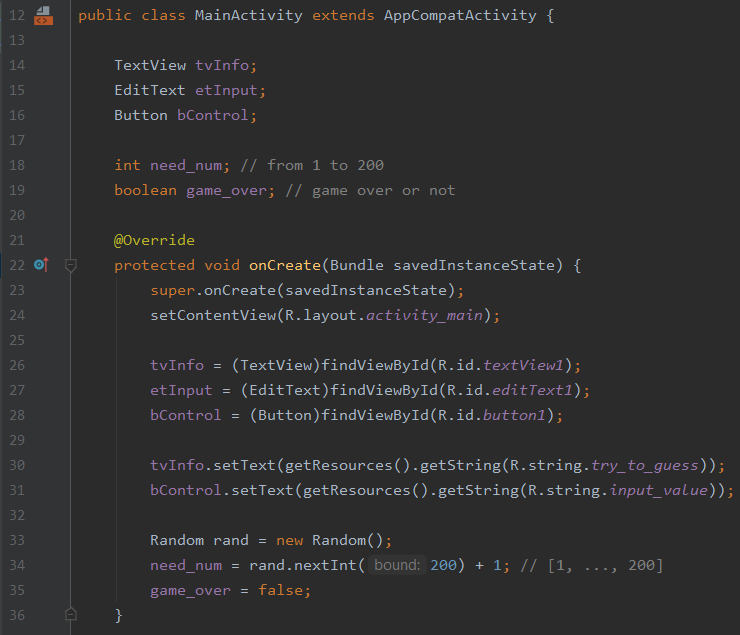 12 public class MainActivity extends AppCompatActivity {
13
14 TextView tvInfo;
15 EditText etInput;
16 Button bControl;
17
18 int need_num; // from 1 to 200
19 boolean game_over; // game over or not
20
21 @Override
22 protected void onCreate(Bundle savedInstanceState) {
23 super.onCreate(savedInstanceState);
24 setContentView(R.layout.activity_main);
25
26 tvInfo = (TextView)findViewById(R.id.textView1);
27 etInput = (EditText)findViewById(R.id.editText1);
28 bControl = (Button)findViewById(R.id.button1);
29
30 tvInfo.setText(getResources().getString(R.string.try_to_guess));
31 bControl.setText(getResources().getString(R.string.input_value));
32
33 Random rand = new Random();
34 need_num = rand.nextInt( bound: 200) + 1; // [1, ..., 200]
35 game_over = false;
36 }